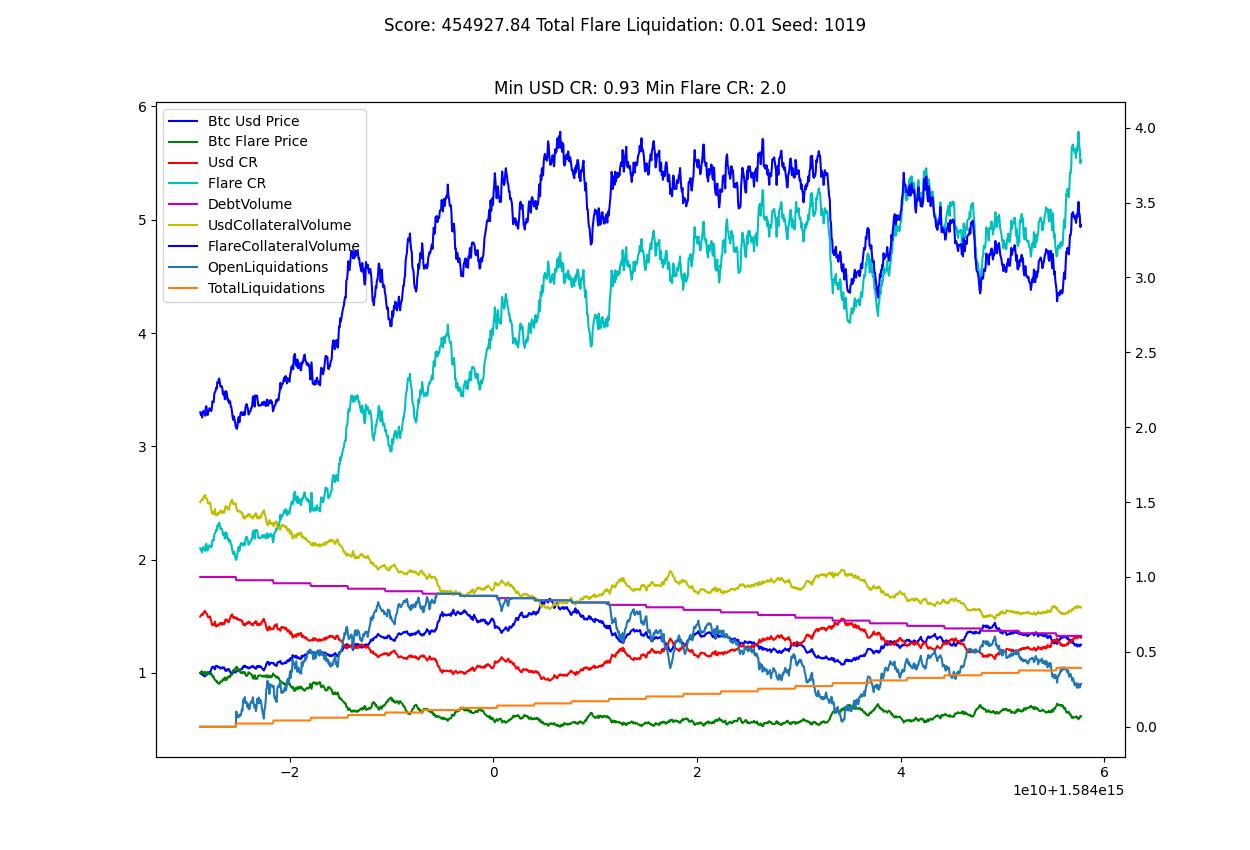 Score: 454927.84 Total Flare Liquidation: 0.01 Seed: 1019
Min USD CR: 0.93 Min Flare CR: 2.0
Btc Usd Price
Btc Flare Price
Usd CR
Flare CR
DebtVolume
UsdCollateralVolume
FlareCollateralVolume
OpenLiquidations
TotalLiquidations
6
5
4
3
2
1
4.0
3.5
3.0
2.5
2.0
1.5
1.0
0.5
0.0
−2 0 2 4 6
1e10+1.584e15